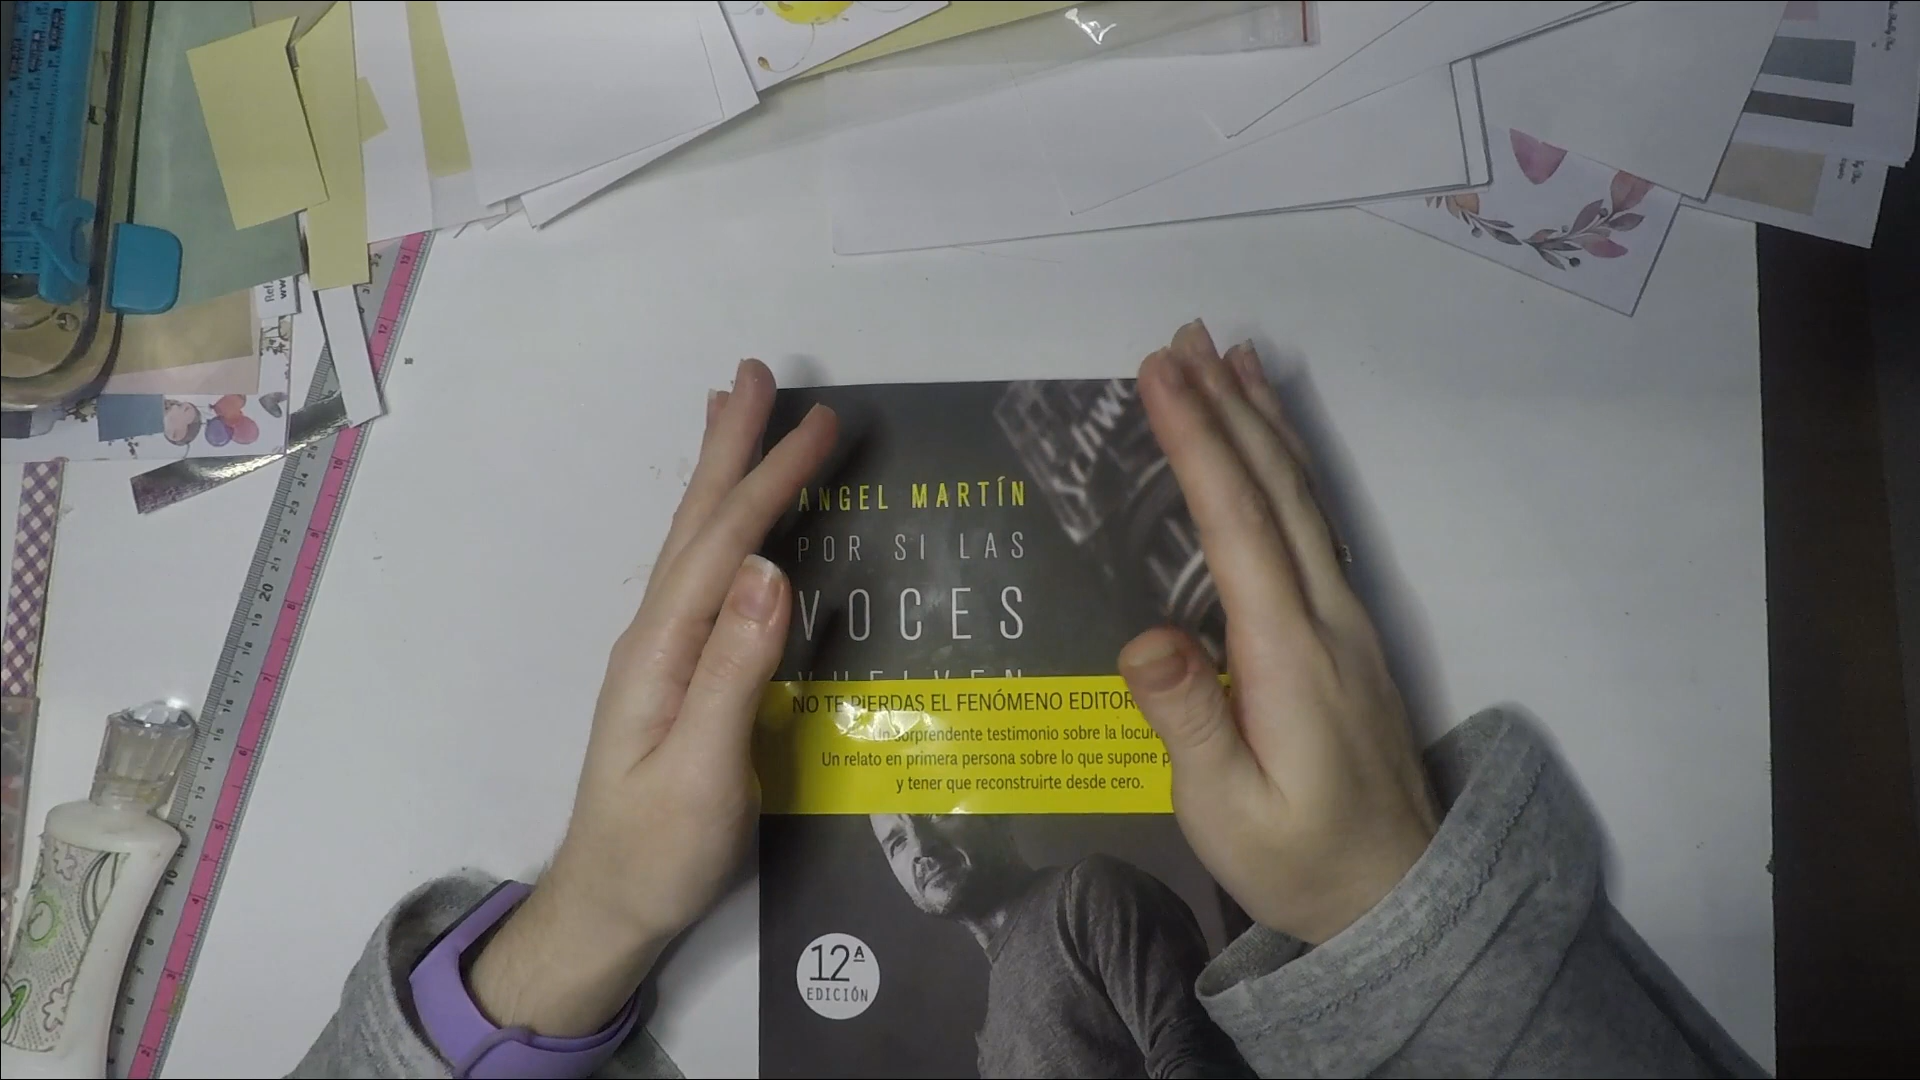 ANGEL MARTÍN
POR SI LAS
VOCES
VUELVEN
NO TE PIERDAS EL FENÓMENO EDITOR
Un sorprendente testimonio sobre la locura
Un relato en primera persona sobre lo que supone p
y tener que reconstruirte desde cero.
12ª
EDICIÓN